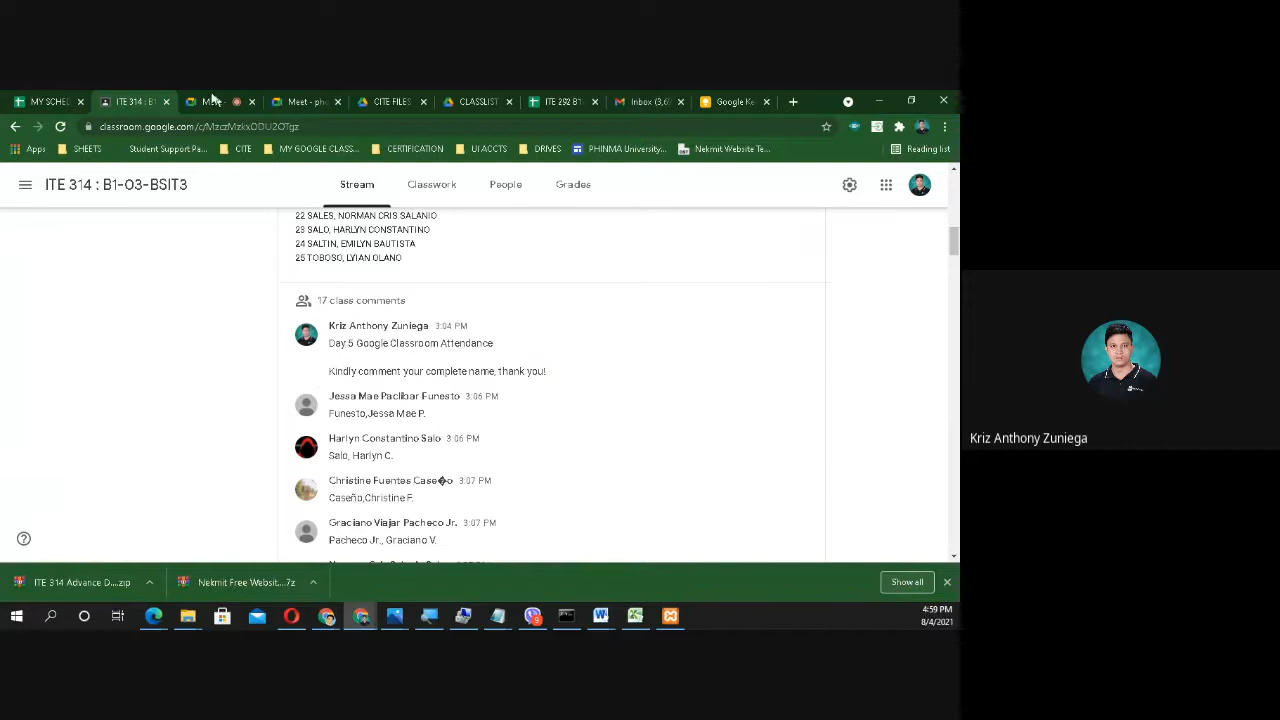 MY SCHED
ITE 314 : B1
Meet
Meet - pho
CITE FILES
CLASSLIST
ITE 292 B1
Inbox (3,6
Google Ke
classroom.google.com/c/MzczMzkxODU2OTgz
Apps
SHEETS
Student Support Pa...
CITE
MY GOOGLE CLASS...
CERTIFICATION
UI ACCTS
DRIVES
PHINMA University...
Nekmit Website Te...
Reading list
ITE 314 : B1-O3-BSIT3
Stream
Classwork
People
Grades
22 SALES, NORMAN CRIS SALANIO
23 SALO, HARLYN CONSTANTINO
24 SALTIN, EMILYN BAUTISTA
25 TOBOSO, LYIAN OLANO
17 class comments
Kriz Anthony Zuniega 3:04 PM
Day 5 Google Classroom Attendance
Kindly comment your complete name, thank you!
Jessa Mae Paclibar Funesto 3:06 PM
Funesto,Jessa Mae P.
Harlyn Constantino Salo 3:06 PM
Salo, Harlyn C.
Christine Fuentes Case�o 3:07 PM
Caseño,Christine F.
Graciano Viajar Pacheco Jr. 3:07 PM
Pacheco Jr., Graciano V.
Kriz Anthony Zuniega
ITE 314 Advance D....zip
Nekmit Free Websit....7z
Show all
4:59 PM
8/4/2021